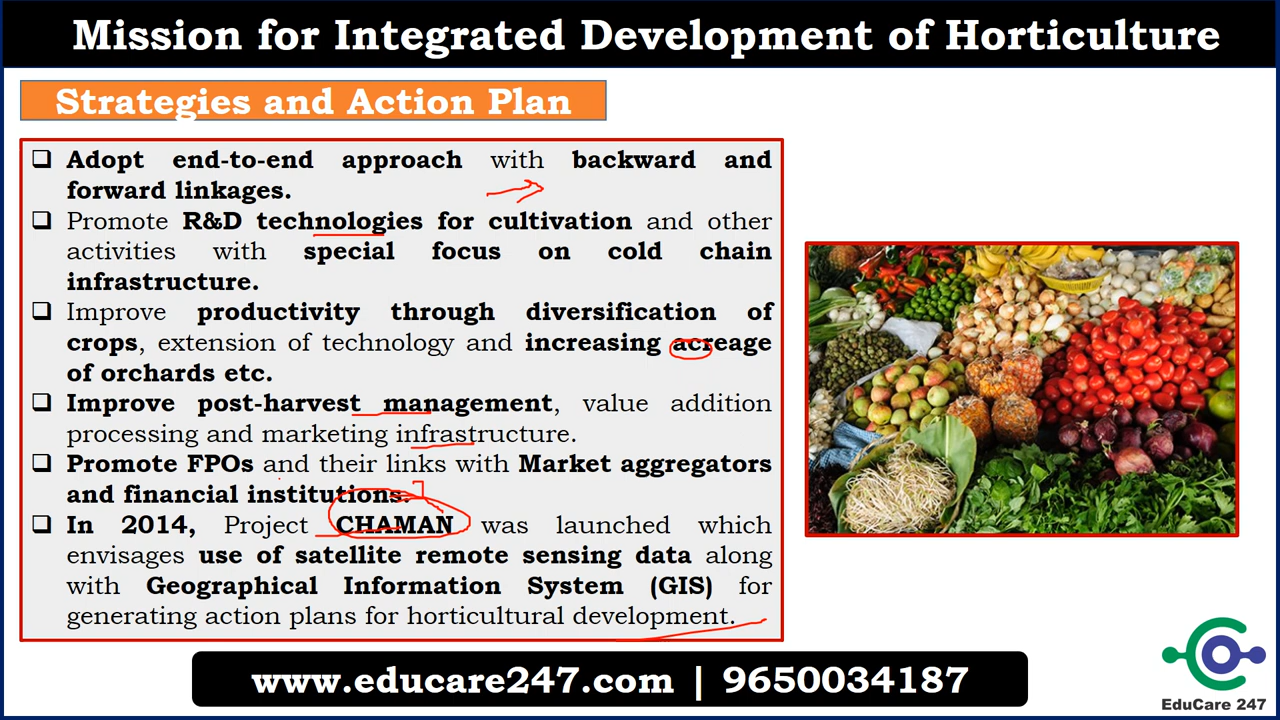 Mission for Integrated Development of Horticulture
Strategies and Action Plan
❑ Adopt end-to-end approach with backward and
forward linkages.
❑ Promote R&D technologies for cultivation and other
activities with special focus on cold chain
infrastructure.
❑ Improve productivity through diversification of
crops, extension of technology and increasing acreage
of orchards etc.
❑ Improve post-harvest management, value addition
processing and marketing infrastructure.
❑ Promote FPOs and their links with Market aggregators
and financial institutions.
❑ In 2014, Project CHAMAN was launched which
envisages use of satellite remote sensing data along
with Geographical Information System (GIS) for
generating action plans for horticultural development.
www.educare247.com | 9650034187
EduCare 247